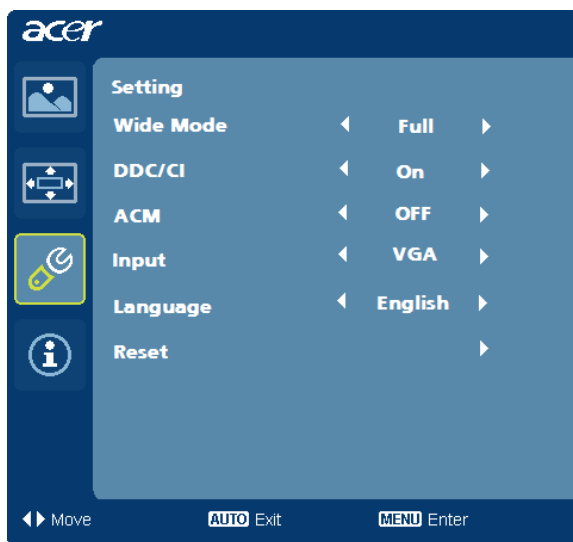 acer
Setting
Wide Mode Full
DDC/CI On
ACM OFF
Input VGA
Language English
Reset
Move AUTO Exit MENU Enter